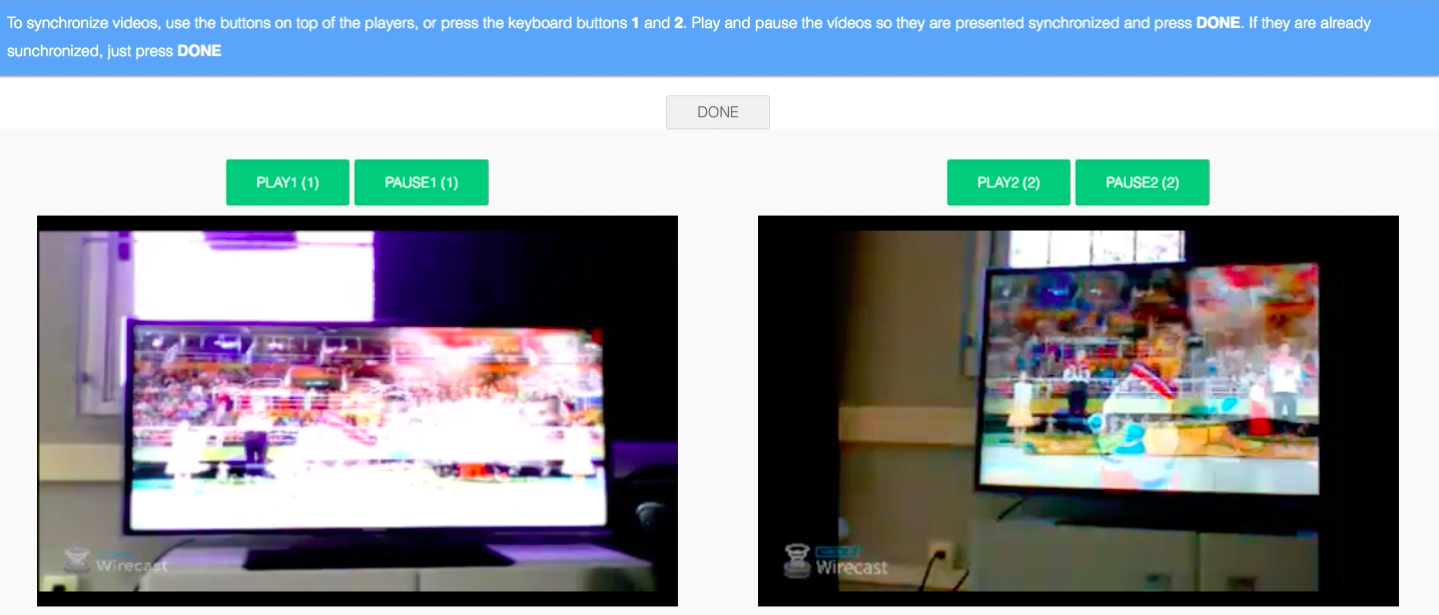 To synchronize videos, use the buttons on top of the players, or press the keyboard buttons 1 and 2. Play and pause the videos so they are presented synchronized and press DONE. If they are already
sunchronized, just press DONE
DONE
PLAY1 (1) PAUSE1 (1) PLAY2 (2) PAUSE2 (2)
Wirecast Wirecast